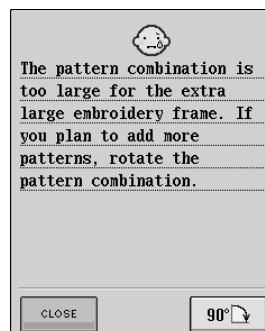 The pattern combination is
too large for the extra
large embroidery frame. If
you plan to add more
patterns, rotate the
pattern combination.
CLOSE
90°